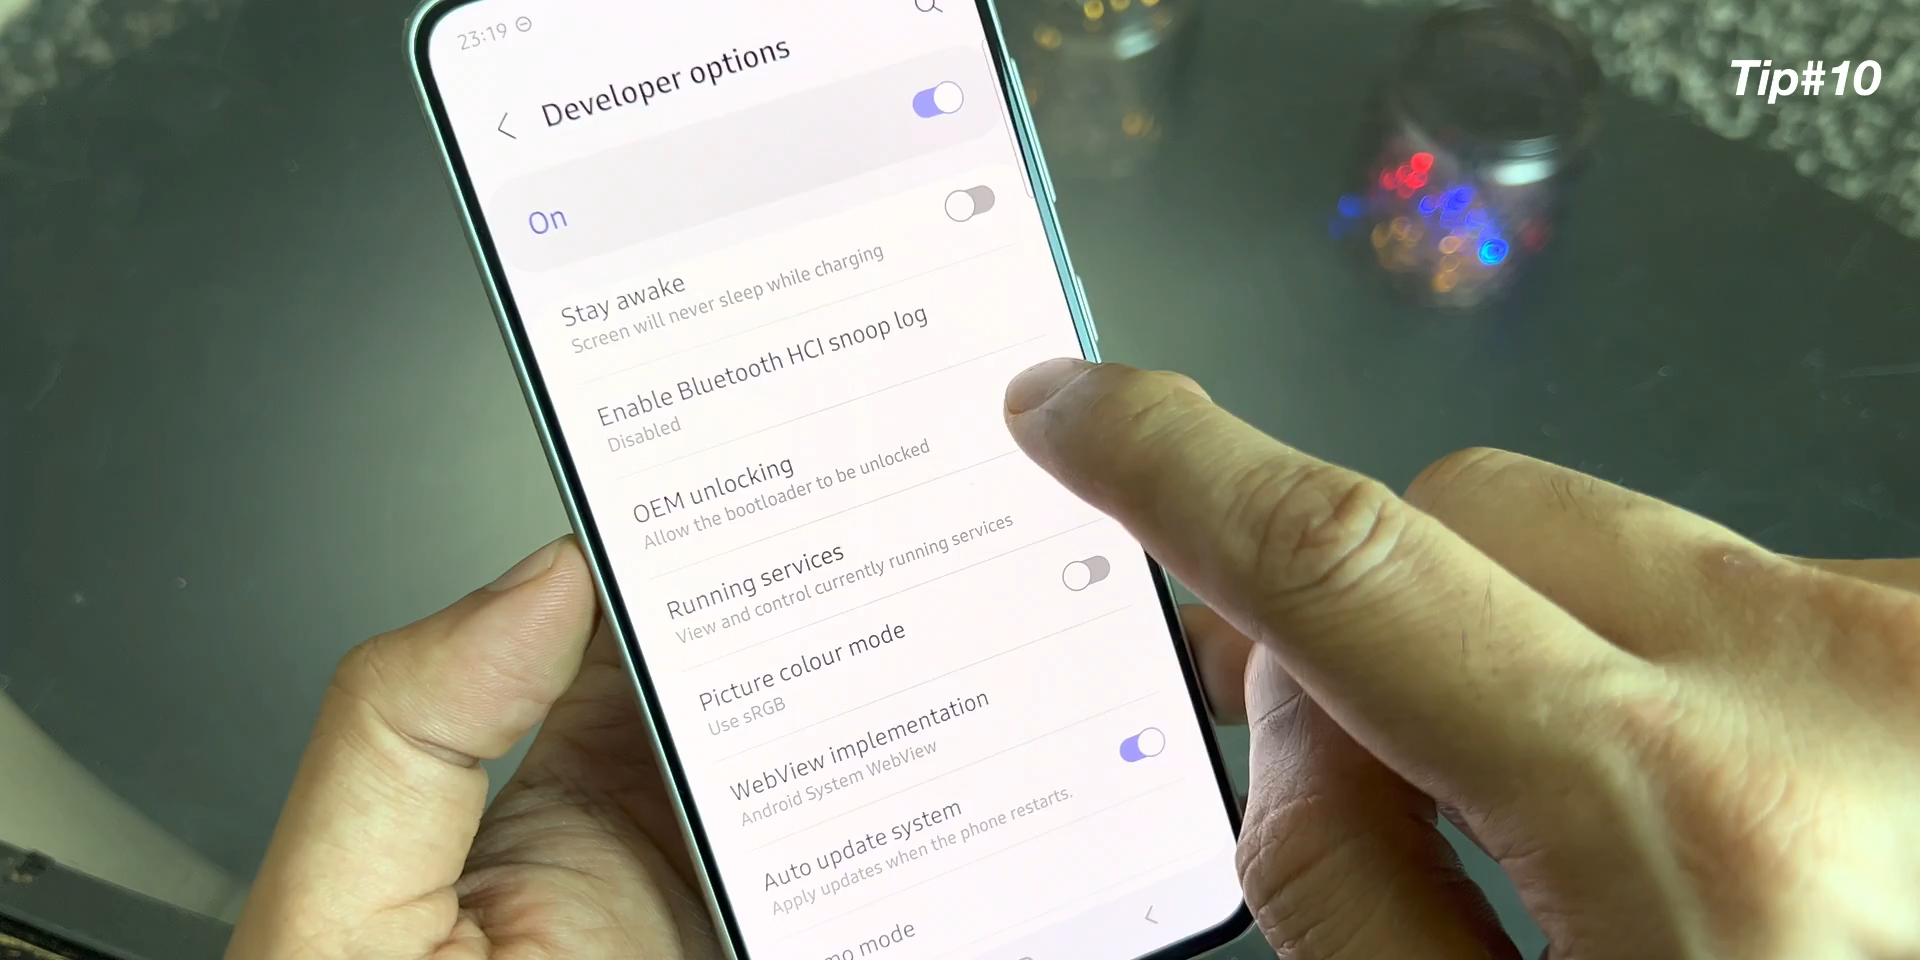 23:19
Tip#10
Developer options
On
Stay awake
Screen will never sleep while charging
Enable Bluetooth HCI snoop log
Disabled
OEM unlocking
Allow the bootloader to be unlocked
Running services
View and control currently running services
Picture colour mode
Use sRGB
WebView implementation
Android System WebView
Auto update system
Apply updates when the phone restarts.
mode